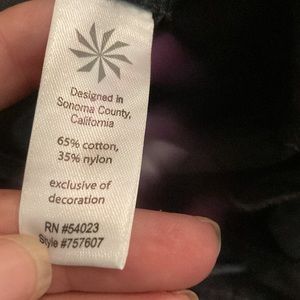 Designed in
Sonoma County,
California
65% cotton,
35% nylon
exclusive of
decoration
RN #54023
Style #757607